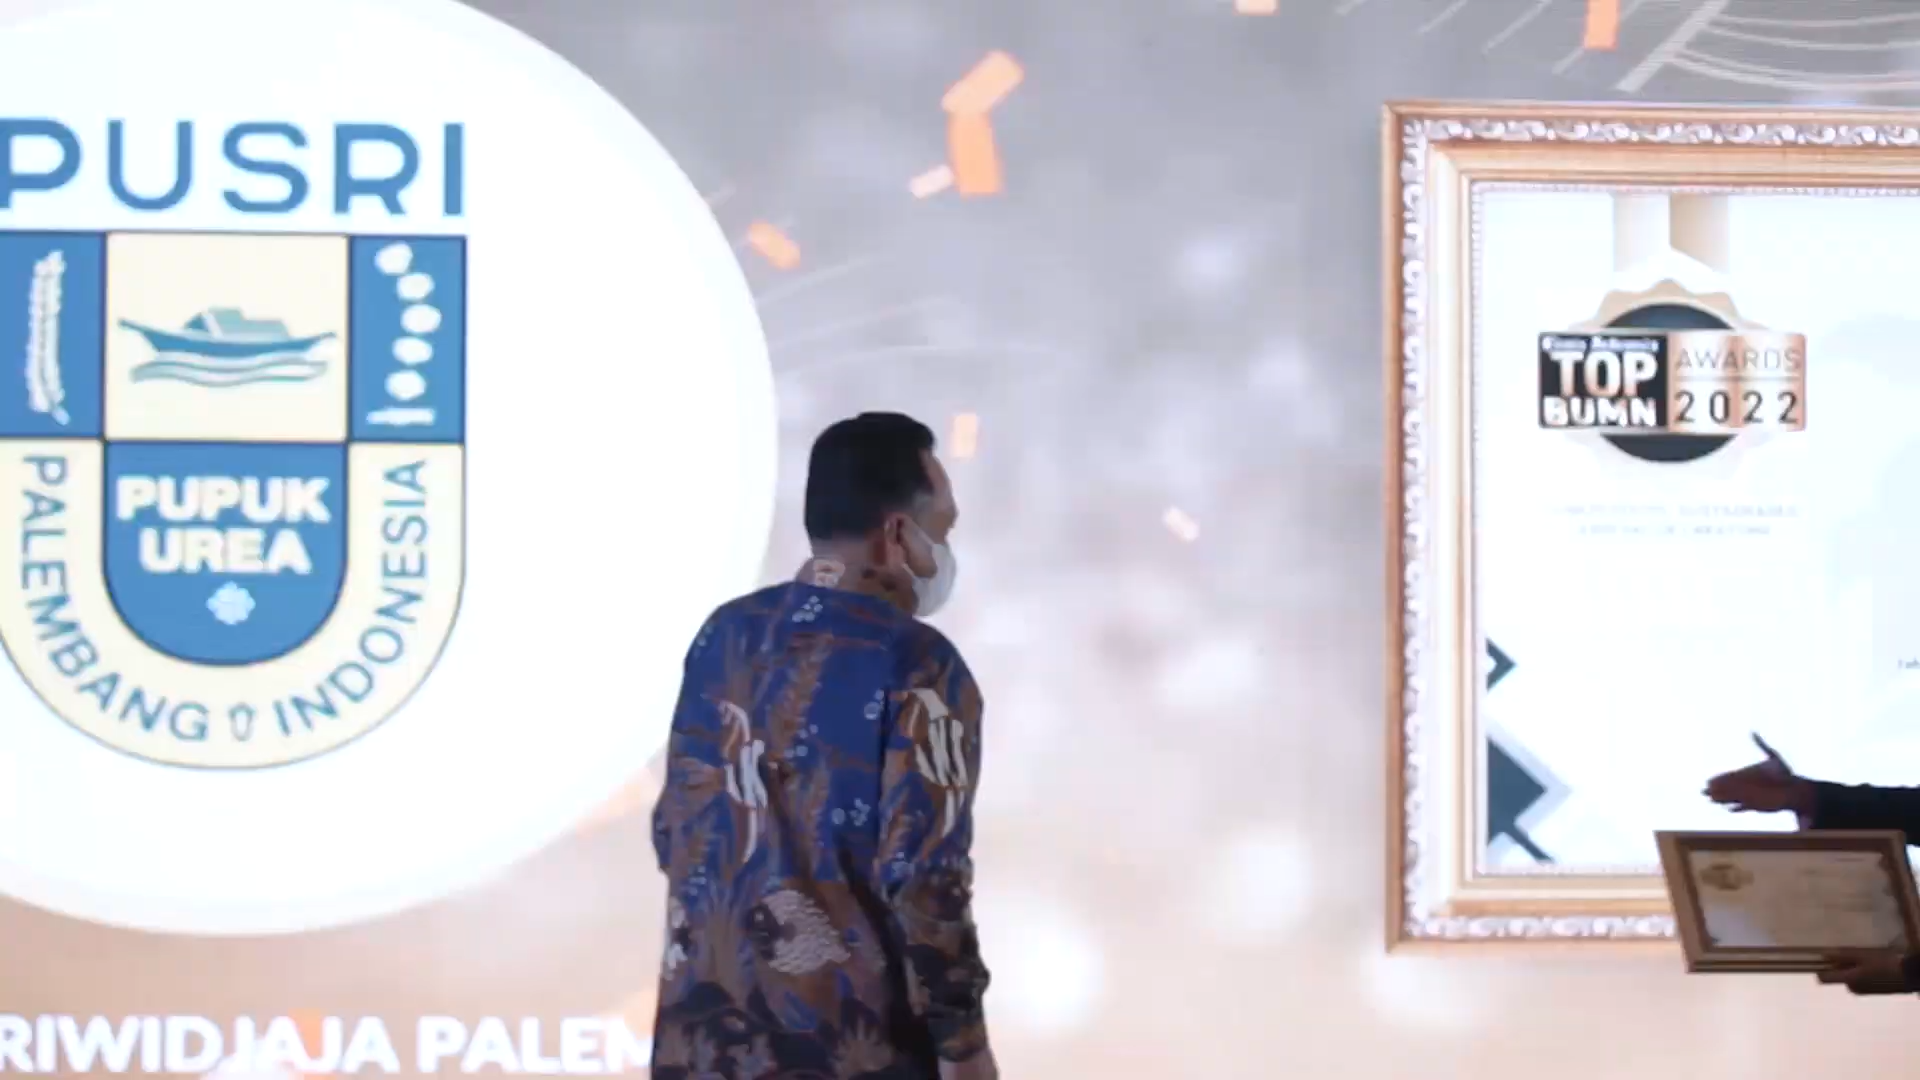 PUSRI
PUPUK
UREA
PALEMBANG INDONESIA
RIWIDJAJA PALEM
TOP
BUMN
AWARDS
2022